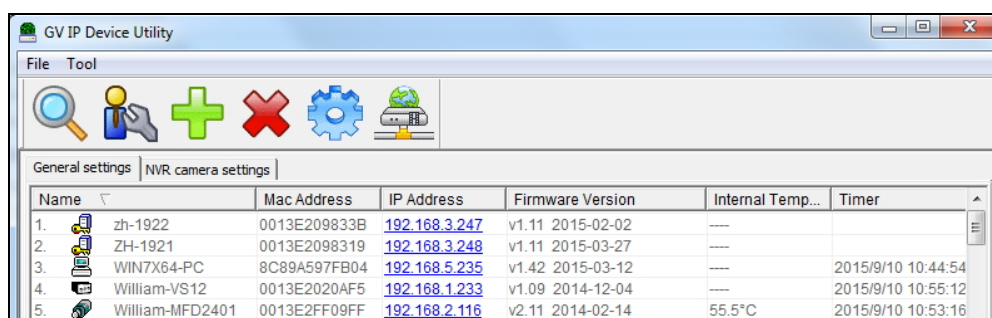 GV IP Device Utility
File Tool
General settings NVR camera settings
Name Mac Address IP Address Firmware Version Internal Temp... Timer
1. zh-1922 0013E209833B 192.168.3.247 v1.11 2015-02-02 ----
2. ZH-1921 0013E2098319 192.168.3.248 v1.11 2015-03-27 ----
3. WIN7X64-PC 8C89A597FB04 192.168.5.235 v1.42 2015-03-12 ---- 2015/9/10 10:44:54
4. William-VS12 0013E2020AF5 192.168.1.233 v1.09 2014-12-04 ---- 2015/9/10 10:55:12
5. William-MFD2401 0013E2FF09FF 192.168.2.116 v2.11 2014-02-14 55.5°C 2015/9/10 10:53:16